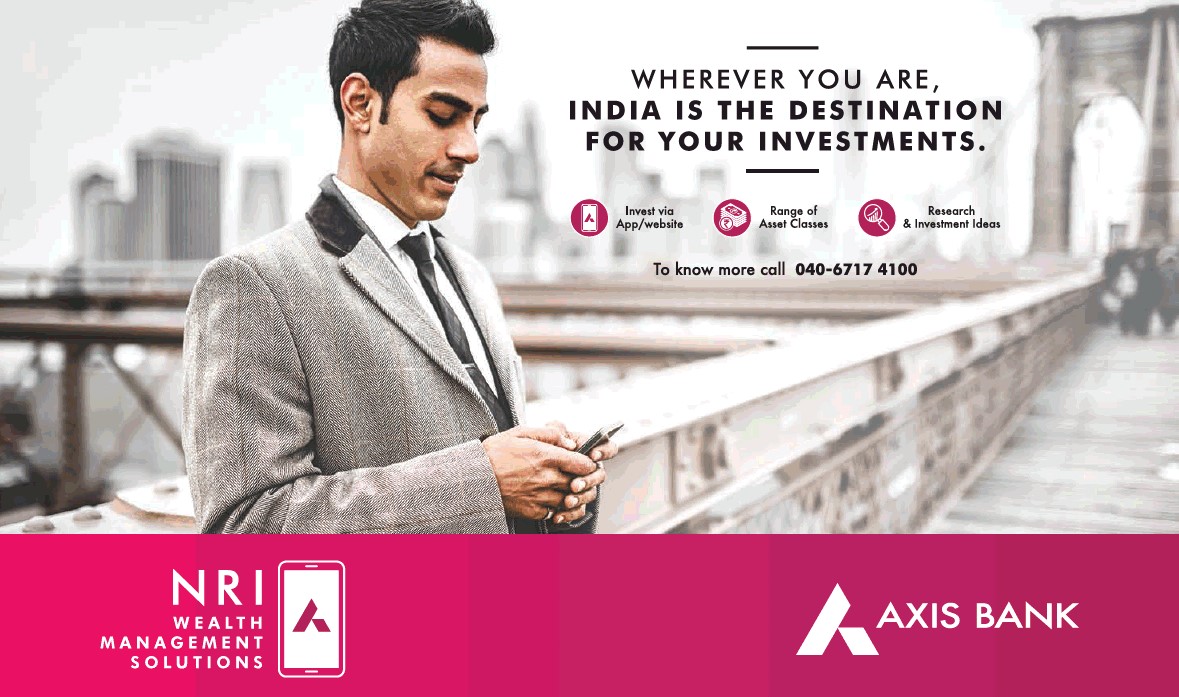 WHEREVER YOU ARE,
INDIA IS THE DESTINATION
FOR YOUR INVESTMENTS.
Invest via
App/website
Range of
Asset Classes
Research
& Investment Ideas
To know more call 040-6717 4100
NRI
WEALTH
MANAGEMENT
SOLUTIONS
AXIS BANK